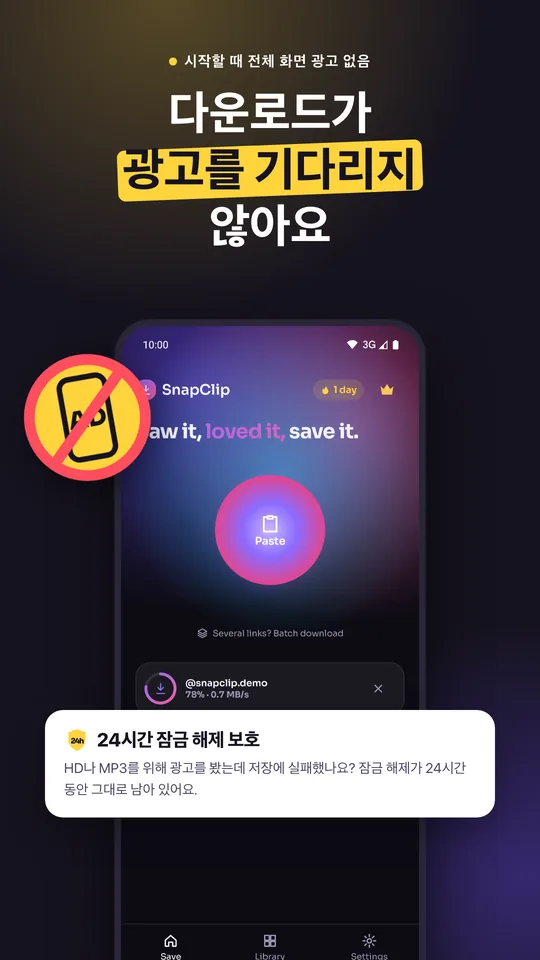 시작할 때 전체 화면 광고 없음
다운로드가
광고를 기다리지
않아요
10:00
3G
SnapClip
1 day
AD
aw it, loved it, save it.
Paste
Several links? Batch download
@snapclip.demo
78% · 0.7 MB/s
24h
24시간 잠금 해제 보호
HD나 MP3를 위해 광고를 봤는데 저장에 실패했나요? 잠금 해제가 24시간
동안 그대로 남아 있어요.
Save
Library
Settings